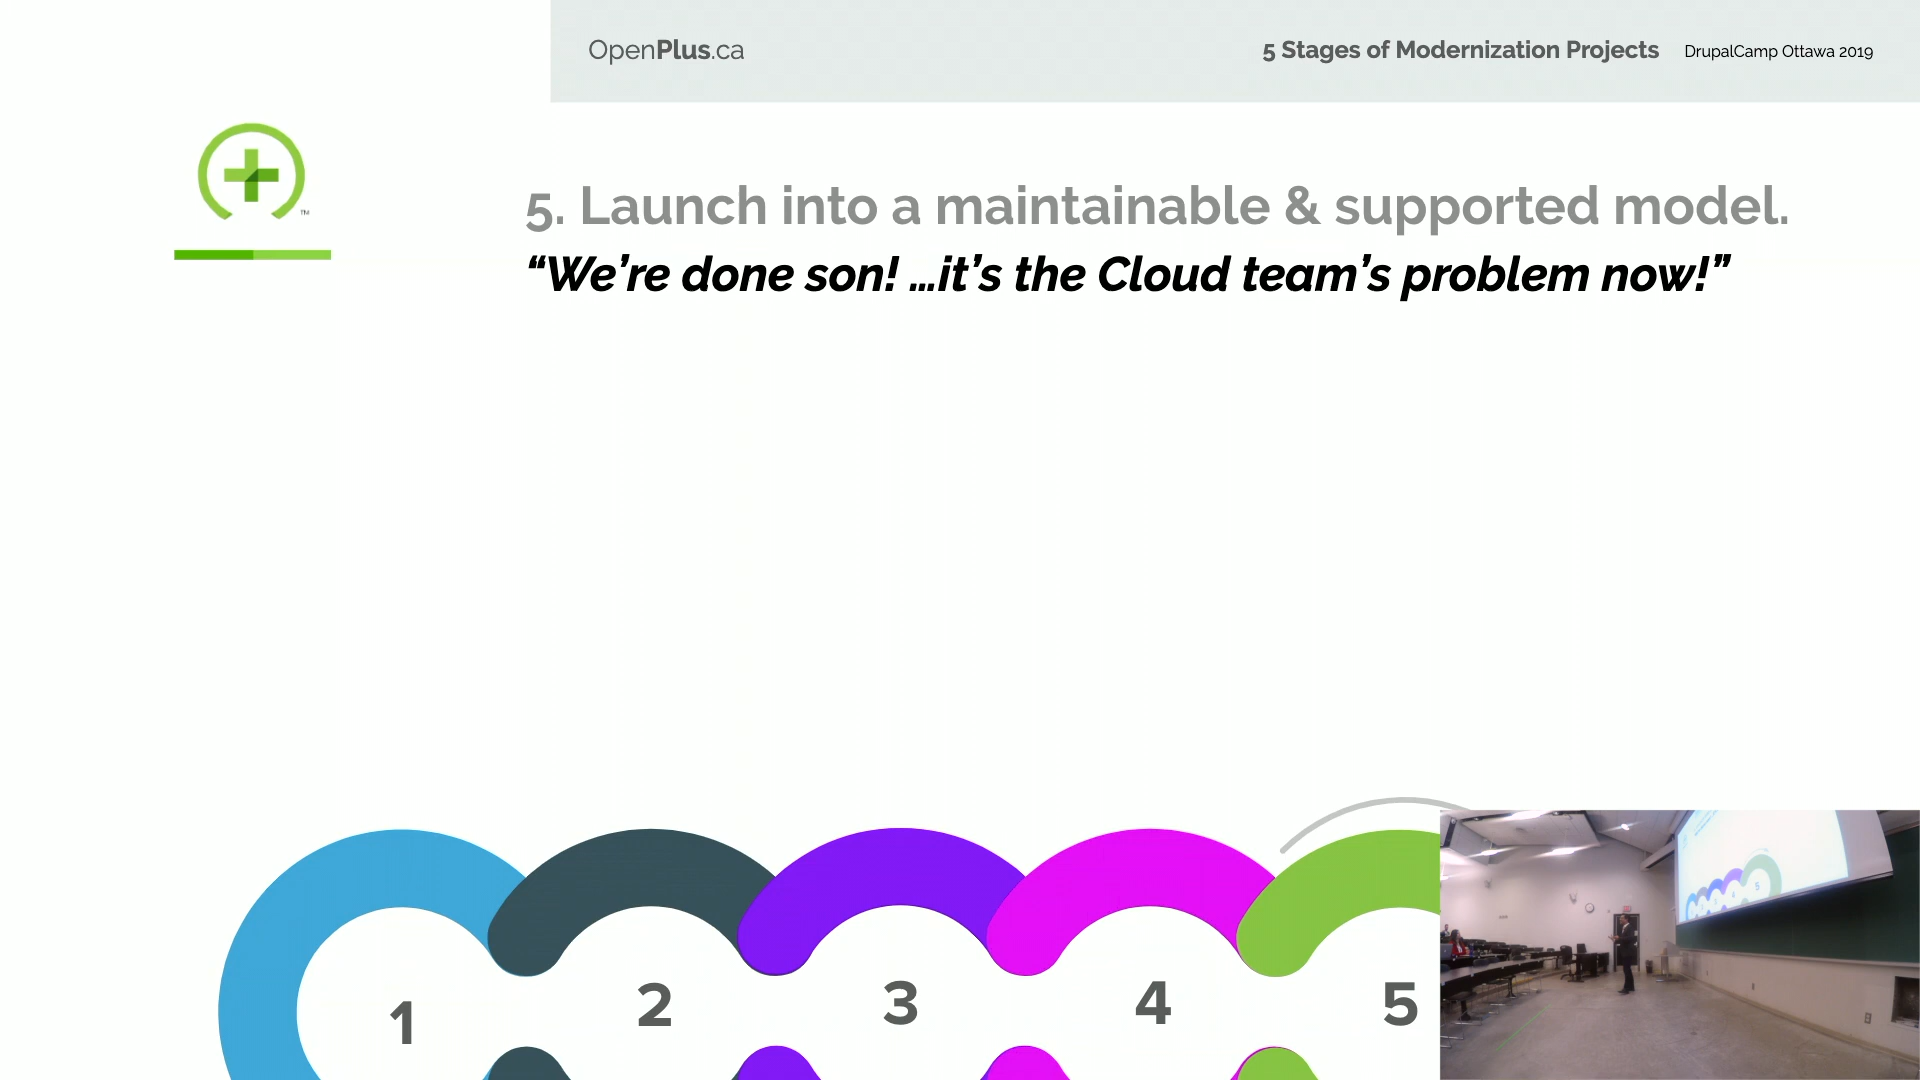 OpenPlus.ca
5 Stages of Modernization Projects DrupalCamp Ottawa 2019
TM
5. Launch into a maintainable & supported model.
“We’re done son! ...it’s the Cloud team’s problem now!”
1
2
3
4
5